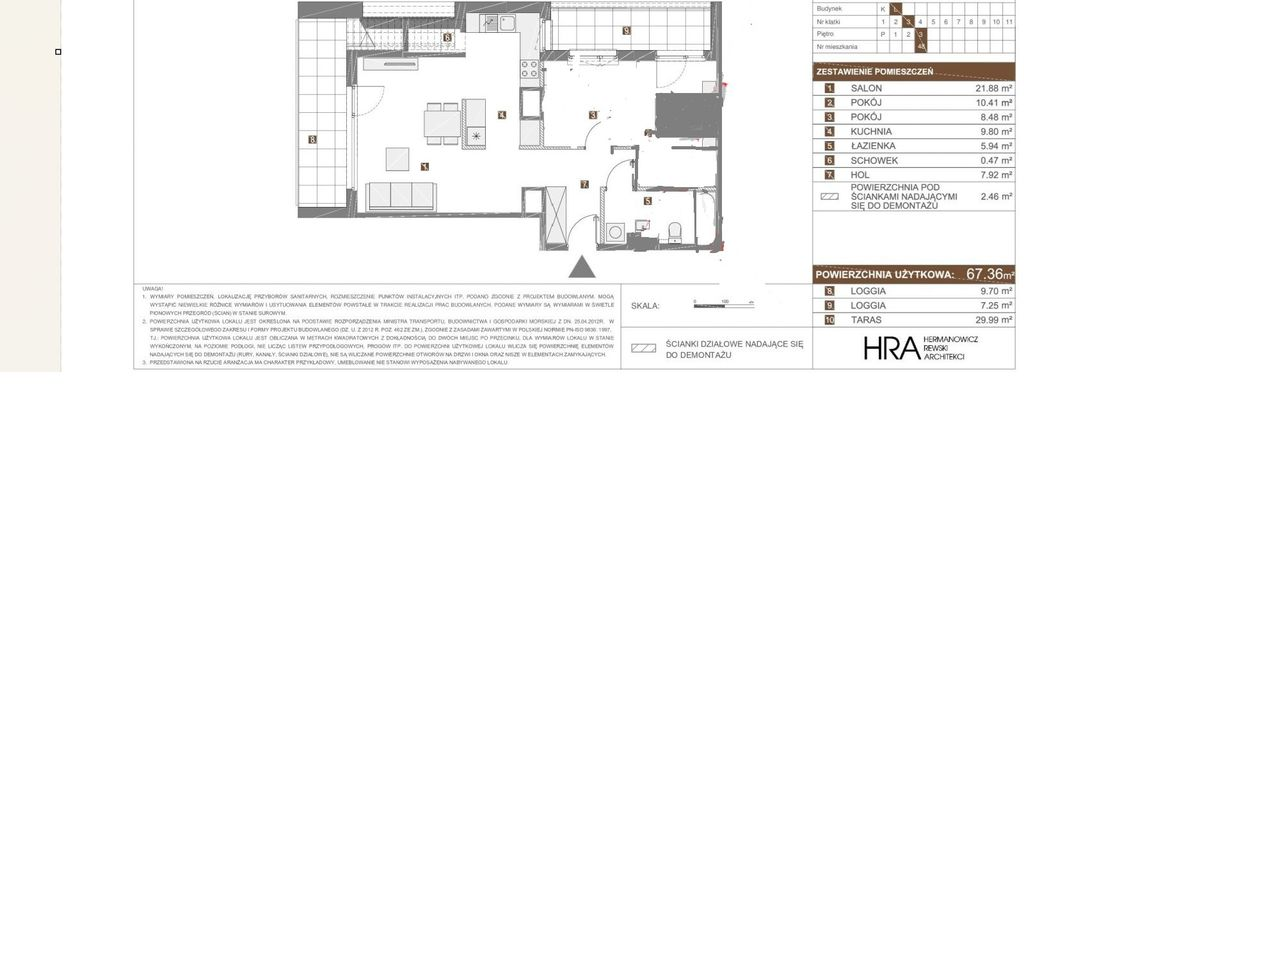 Budynek K
Nr klatki 1 2 3 4 5 6 7 8 9 10 11
Piętro P 1 2 3
Nr mieszkania 48
ZESTAWIENIE POMIESZCZEŃ
1. SALON 21.88 m²
2. POKÓJ 10.41 m²
3. POKÓJ 8.48 m²
4. KUCHNIA 9.80 m²
5. ŁAZIENKA 5.94 m²
6 SCHOWEK 0.47 m²
7. HOL 7.92 m²
POWIERZCHNIA POD
ŚCIANKAMI NADAJĄCYMI 2.46 m²
SIĘ DO DEMONTAŻU
POWIERZCHNIA UŻYTKOWA: 67.36m²
8. LOGGIA 9.70 m²
9 LOGGIA 7.25 m²
10 TARAS 29.99 m²
6.
9.
4.
3.
8.
1.
7.
5.
UWAGA!
1. WYMIARY POMIESZCZEŃ, LOKALIZACJĘ PRZYBORÓW SANITARNYCH, ROZMIESZCZENIE PUNKTÓW INSTALACYJNYCH ITP. PODANO ZGODNIE Z PROJEKTEM BUDOWLANYM. MOGĄ
WYSTĄPIĆ NIEWIELKIE RÓŻNICE WYMIARÓW I USYTUOWANIA ELEMENTÓW POWSTAŁE W TRAKCIE REALIZACJI PRAC BUDOWLANYCH. PODANE WYMIARY SĄ WYMIARAMI W ŚWIETLE
PIONOWYCH PRZEGRÓD (ŚCIAN) W STANIE SUROWYM.
2. POWIERZCHNIA UŻYTKOWA LOKALU JEST OKREŚLONA NA PODSTAWIE ROZPORZĄDZENIA MINISTRA TRANSPORTU, BUDOWNICTWA I GOSPODARKI MORSKIEJ Z DN. 25.04.2012R. W
SPRAWIE SZCZEGÓŁOWEGO ZAKRESU I FORMY PROJEKTU BUDOWLANEGO (DZ. U. Z 2012 R. POZ. 462 ZE ZM.), ZGODNIE Z ZASADAMI ZAWARTYMI W POLSKIEJ NORMIE PN-ISO 9836: 1997,
TJ.: POWIERZCHNIA UŻYTKOWA LOKALU JEST OBLICZANA W METRACH KWADRATOWYCH Z DOKŁADNOŚCIĄ DO DWÓCH MIEJSC PO PRZECINKU, DLA WYMIARÓW LOKALU W STANIE
WYKOŃCZONYM, NA POZIOMIE PODŁOGI, NIE LICZĄC LISTEW PRZYPODŁOGOWYCH, PROGÓW ITP. DO POWIERZCHNI UŻYTKOWEJ LOKALU WLICZA SIĘ POWIERZCHNIĘ ELEMENTÓW
NADAJĄCYCH SIĘ DO DEMONTAŻU (RURY, KANAŁY, ŚCIANKI DZIAŁOWE), NIE SĄ WLICZANE POWIERZCHNIE OTWORÓW NA DRZWI I OKNA ORAZ NISZE W ELEMENTACH ZAMYKAJĄCYCH.
3. PRZEDSTAWIONA NA RZUCIE ARANŻACJA MA CHARAKTER PRZYKŁADOWY, UMEBLOWANIE NIE STANOWI WYPOSAŻENIA NABYWANEGO LOKALU.
SKALA: 0 100
ŚCIANKI DZIAŁOWE NADAJĄCE SIĘ
DO DEMONTAŻU
HRA HERMANOWICZ
REWSKI
ARCHITEKCI